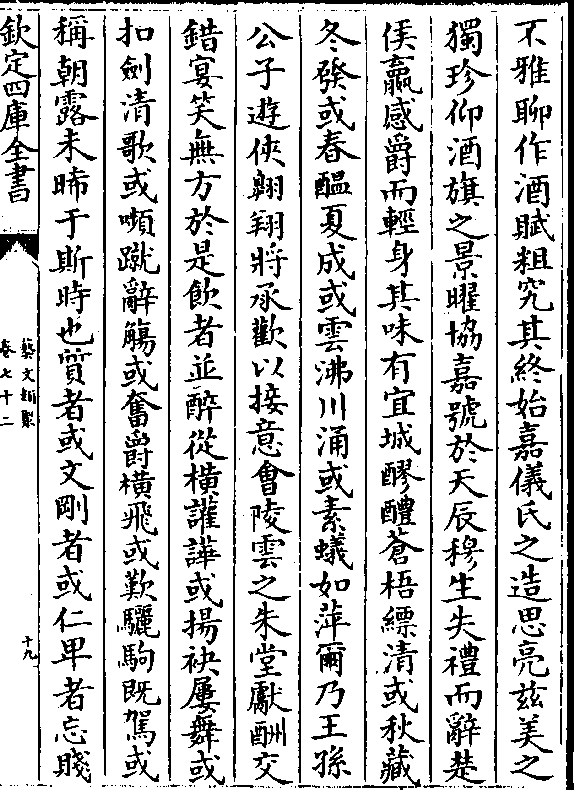 不雅聊作酒賦粗究其終始嘉儀氏之造思亮茲美之
獨珍仰酒旗之景曜協嘉號於天辰穆生失禮而辭楚
侯嬴感爵而輕身其味有宜城醪醴蒼梧縹清或秋藏
冬發或春醞夏成或雲沸川涌或素蟻如萍爾乃王孫
公子遊俠翺翔將承歡以接意會陵雲之朱堂獻酬交
錯宴笑無方於是飲者並醉從橫讙譁或揚袂屢舞或
扣劍清歌或嚬蹴辭觴或奮爵橫飛或歎驪駒既駕或
稱朝露未晞于斯時也質者或文剛者或仁卑者忘賤
欽定四庫全書
藝文類聚
卷七十二
十九